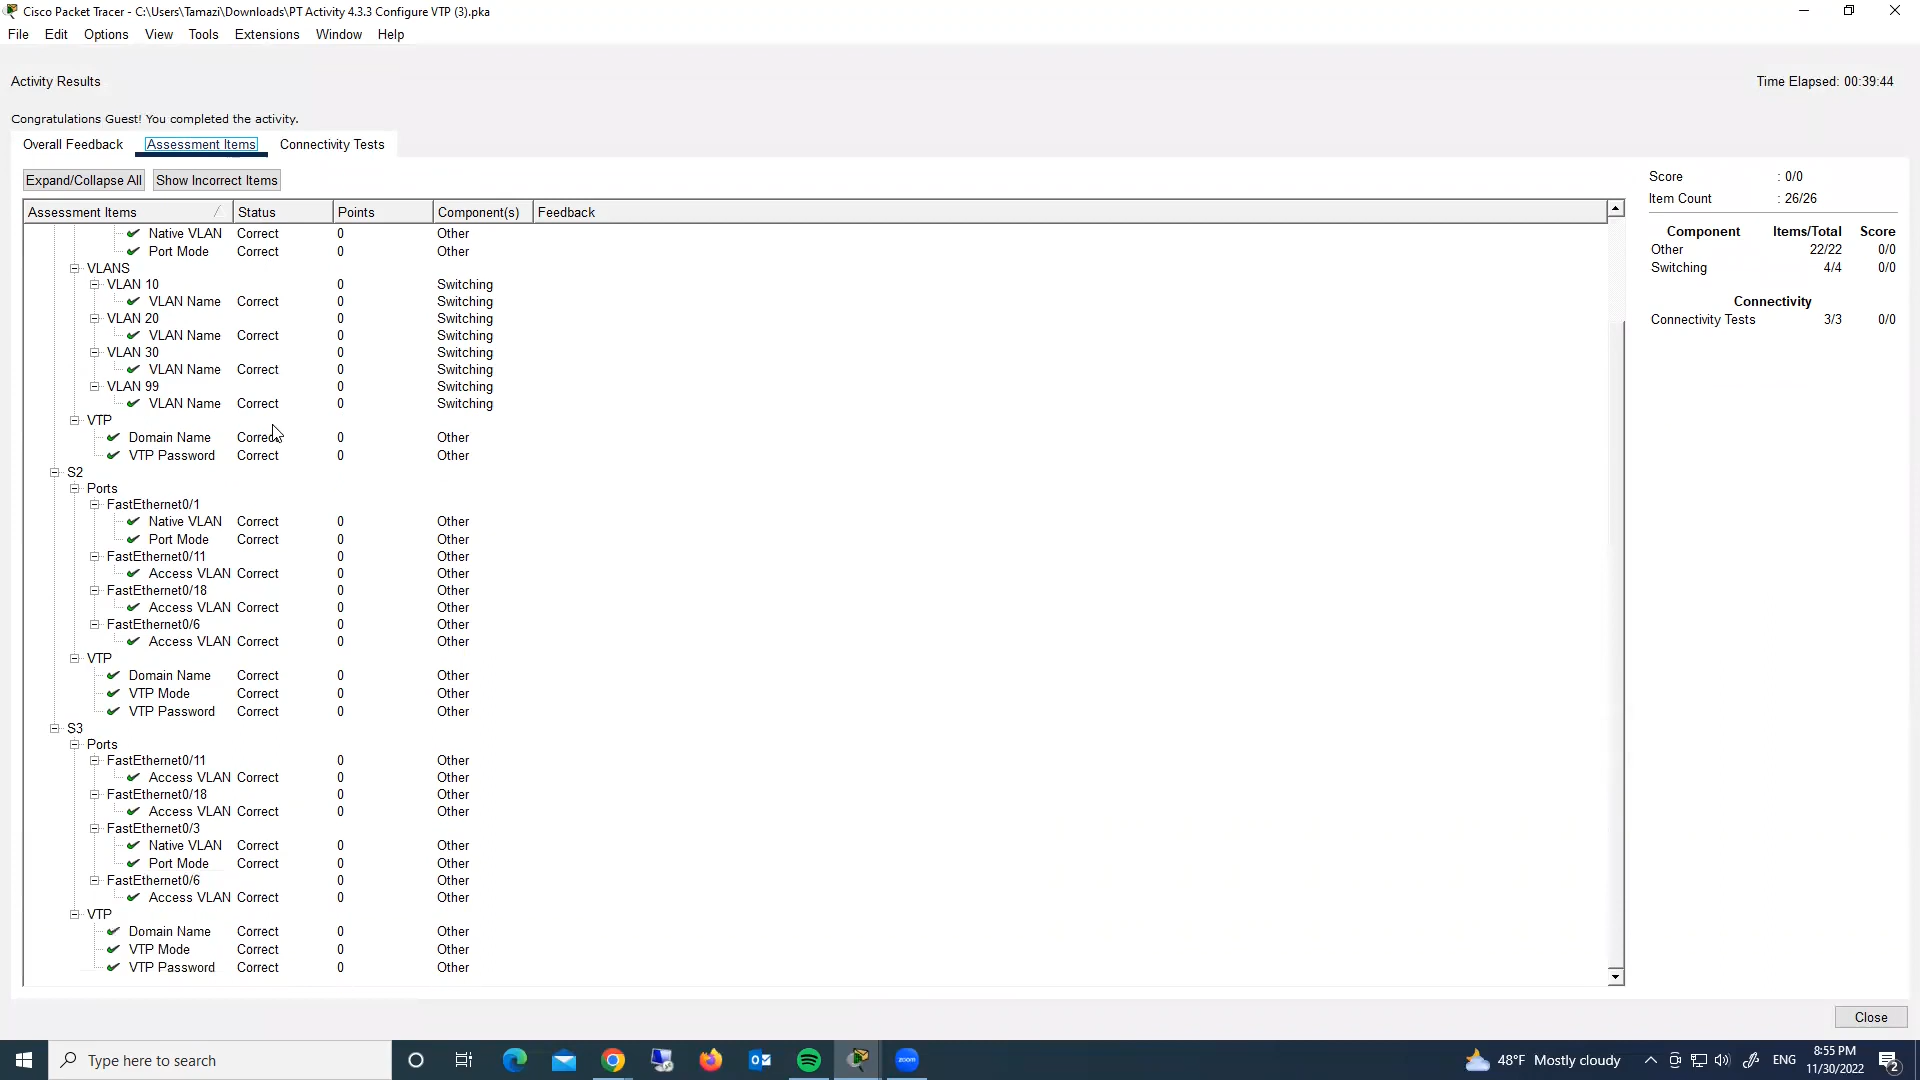 Cisco Packet Tracer - C:\Users\Tamazi\Downloads\PT Activity 4.3.3 Configure VTP (3).pka
File Edit Options View Tools Extensions Window Help
Activity Results
Time Elapsed: 00:39:44
Congratulations Guest! You completed the activity.
Overall Feedback Assessment Items Connectivity Tests
Expand/Collapse All Show Incorrect Items
Assessment Items Status Points Component(s) Feedback
Native VLAN Correct 0 Other
Port Mode Correct 0 Other
VLANS
VLAN 10 0 Switching
VLAN Name Correct 0 Switching
VLAN 20 0 Switching
VLAN Name Correct 0 Switching
VLAN 30 0 Switching
VLAN Name Correct 0 Switching
VLAN 99 0 Switching
VLAN Name Correct 0 Switching
VTP
Domain Name Correct 0 Other
VTP Password Correct 0 Other
S2
Ports
FastEthernet0/1 0 Other
Native VLAN Correct 0 Other
Port Mode Correct 0 Other
FastEthernet0/11 0 Other
Access VLAN Correct 0 Other
FastEthernet0/18 0 Other
Access VLAN Correct 0 Other
FastEthernet0/6 0 Other
Access VLAN Correct 0 Other
VTP
Domain Name Correct 0 Other
VTP Mode Correct 0 Other
VTP Password Correct 0 Other
S3
Ports
FastEthernet0/11 0 Other
Access VLAN Correct 0 Other
FastEthernet0/18 0 Other
Access VLAN Correct 0 Other
FastEthernet0/3 0 Other
Native VLAN Correct 0 Other
Port Mode Correct 0 Other
FastEthernet0/6 0 Other
Access VLAN Correct 0 Other
VTP
Domain Name Correct 0 Other
VTP Mode Correct 0 Other
VTP Password Correct 0 Other
Score : 0/0
Item Count : 26/26
Component Items/Total Score
Other 22/22 0/0
Switching 4/4 0/0
Connectivity
Connectivity Tests 3/3 0/0
Close
Type here to search
zoom
48°F Mostly cloudy
ENG
8:55 PM
11/30/2022
2